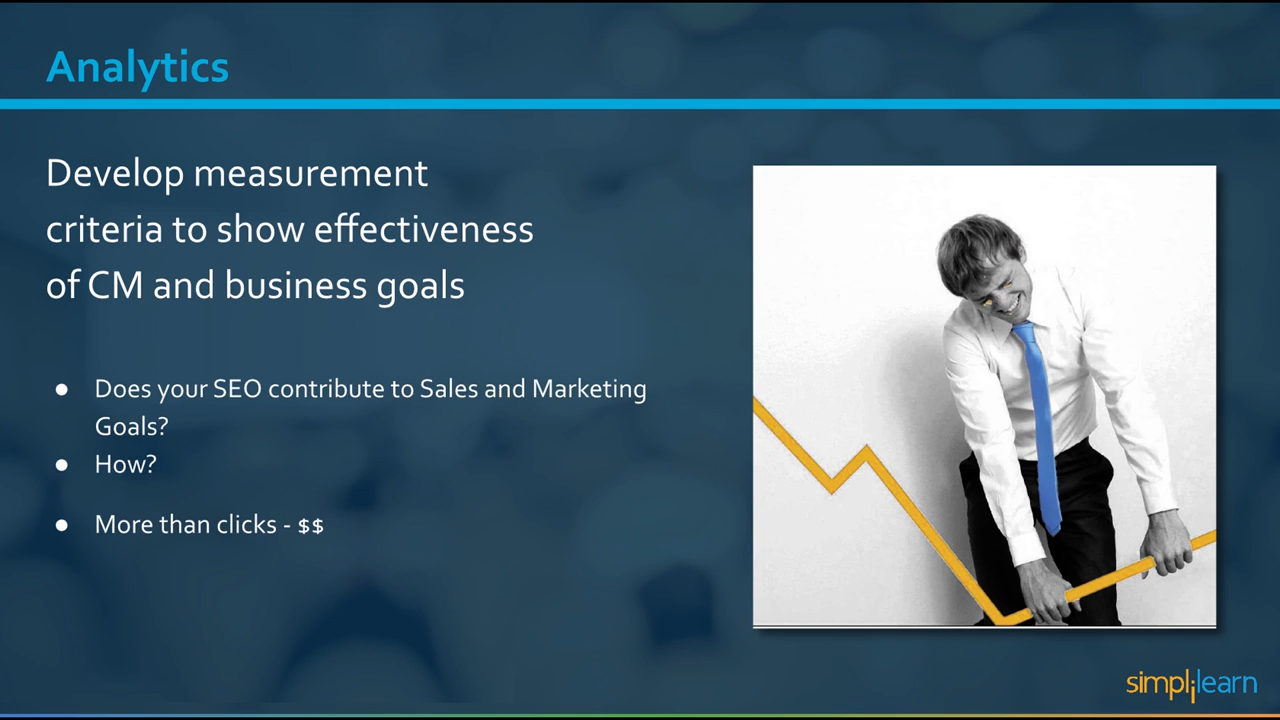 Analytics
Develop measurement
criteria to show effectiveness
of CM and business goals
● Does your SEO contribute to Sales and Marketing
Goals?
● How?
● More than clicks - $$
simplilearn